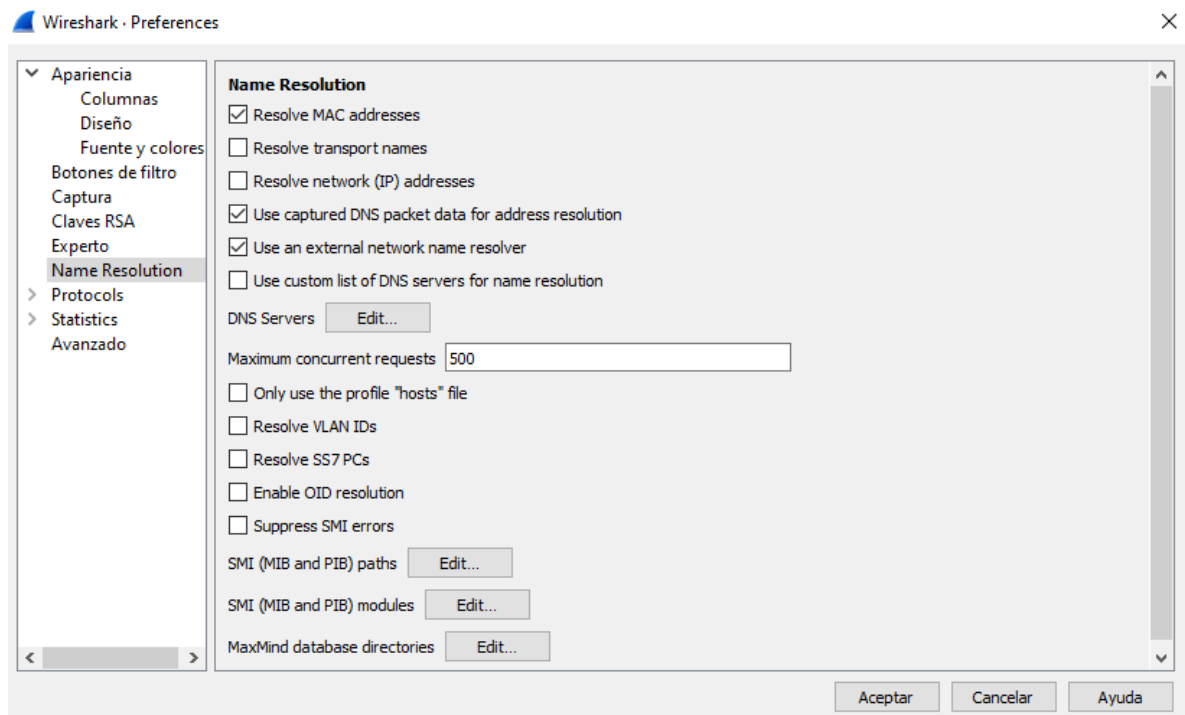 Wireshark · Preferences
Apariencia
Columnas
Diseño
Fuente y colores
Botones de filtro
Captura
Claves RSA
Experto
Name Resolution
Protocols
Statistics
Avanzado
Name Resolution
Resolve MAC addresses
Resolve transport names
Resolve network (IP) addresses
Use captured DNS packet data for address resolution
Use an external network name resolver
Use custom list of DNS servers for name resolution
DNS Servers Edit...
Maximum concurrent requests 500
Only use the profile "hosts" file
Resolve VLAN IDs
Resolve SS7 PCs
Enable OID resolution
Suppress SMI errors
SMI (MIB and PIB) paths Edit...
SMI (MIB and PIB) modules Edit...
MaxMind database directories Edit...
Aceptar Cancelar Ayuda